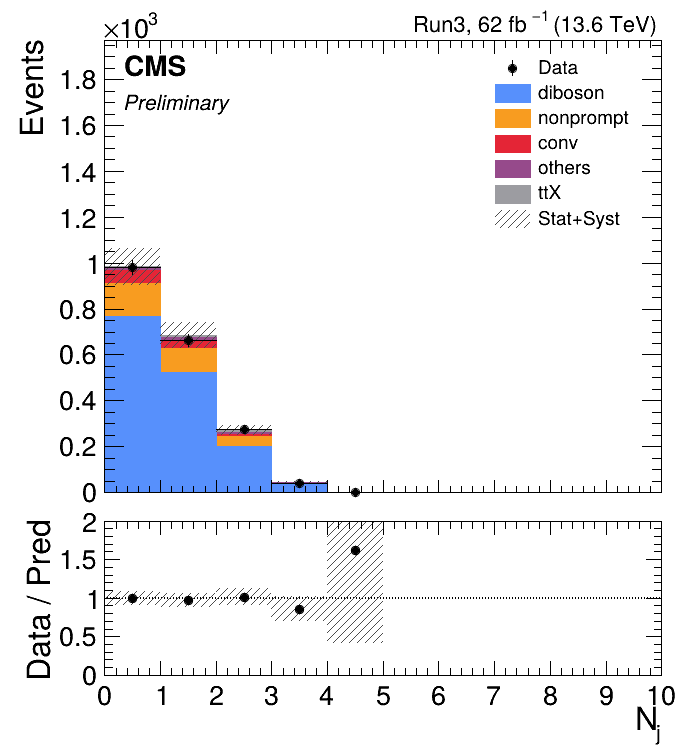 ×10³
Run3, 62 fb⁻¹ (13.6 TeV)
Events
CMS
Preliminary
Data
diboson
nonprompt
conv
others
ttX
Stat+Syst
1.8
1.6
1.4
1.2
1
0.8
0.6
0.4
0.2
0
Data / Pred
2
1.5
1
0.5
0
0 1 2 3 4 5 6 7 8 9 10
N_j